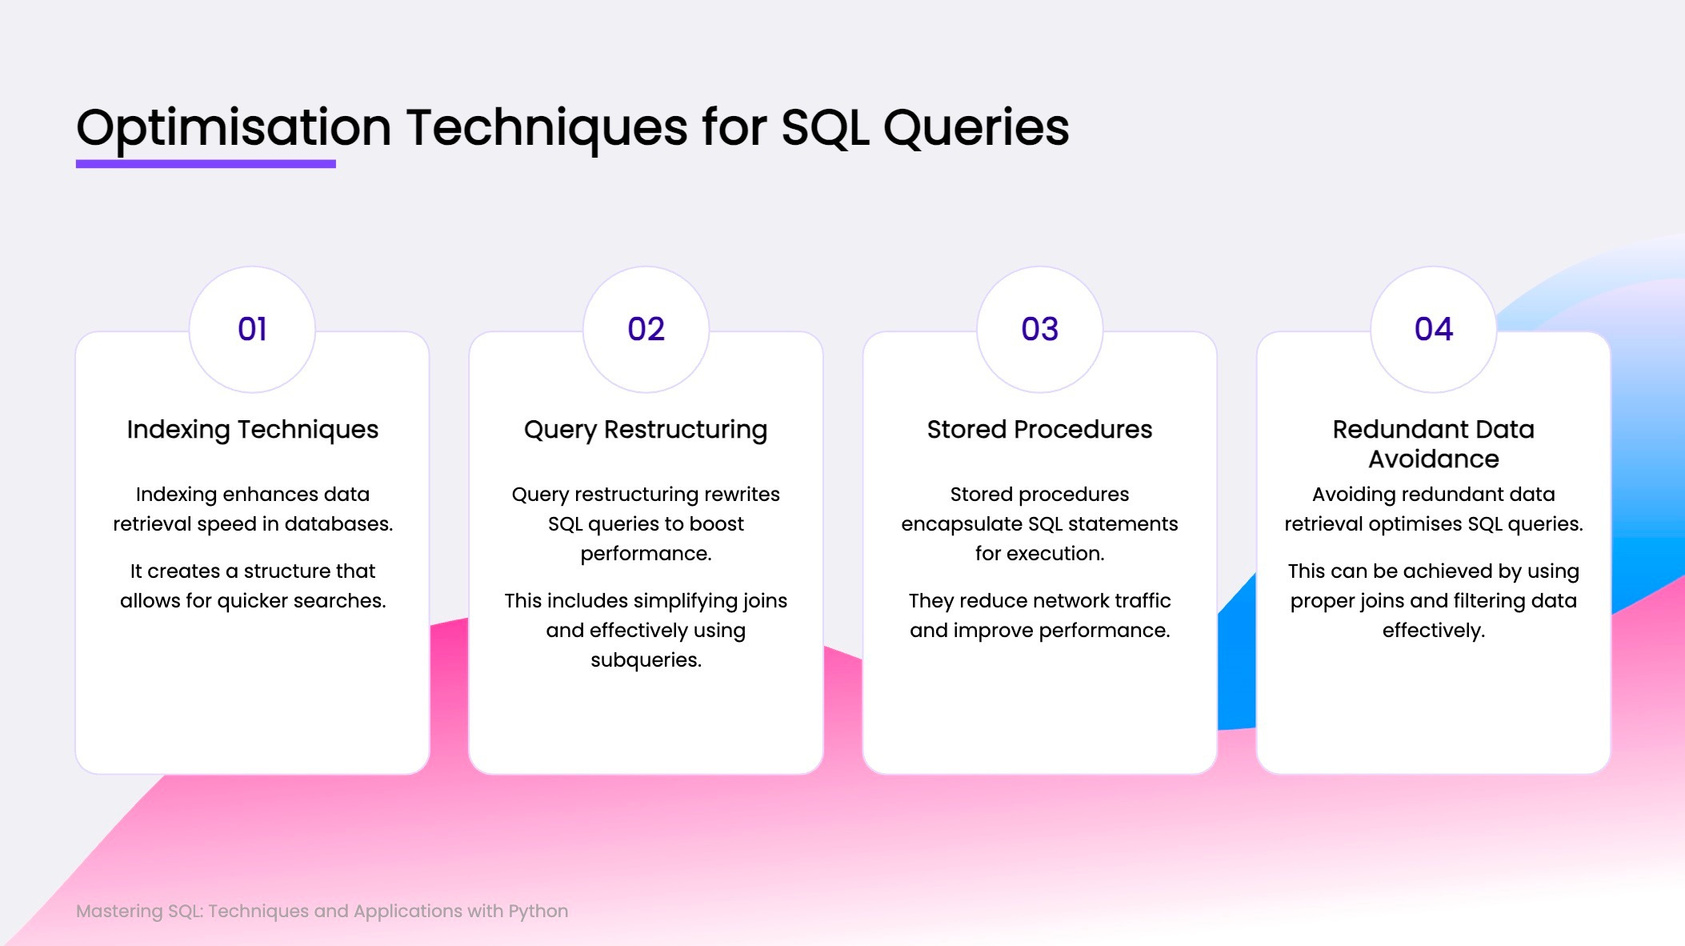 Optimisation Techniques for SQL Queries
01
Indexing Techniques
Indexing enhances data
retrieval speed in databases.
It creates a structure that
allows for quicker searches.
02
Query Restructuring
Query restructuring rewrites
SQL queries to boost
performance.
This includes simplifying joins
and effectively using
subqueries.
03
Stored Procedures
Stored procedures
encapsulate SQL statements
for execution.
They reduce network traffic
and improve performance.
04
Redundant Data
Avoidance
Avoiding redundant data
retrieval optimises SQL queries.
This can be achieved by using
proper joins and filtering data
effectively.
Mastering SQL: Techniques and Applications with Python